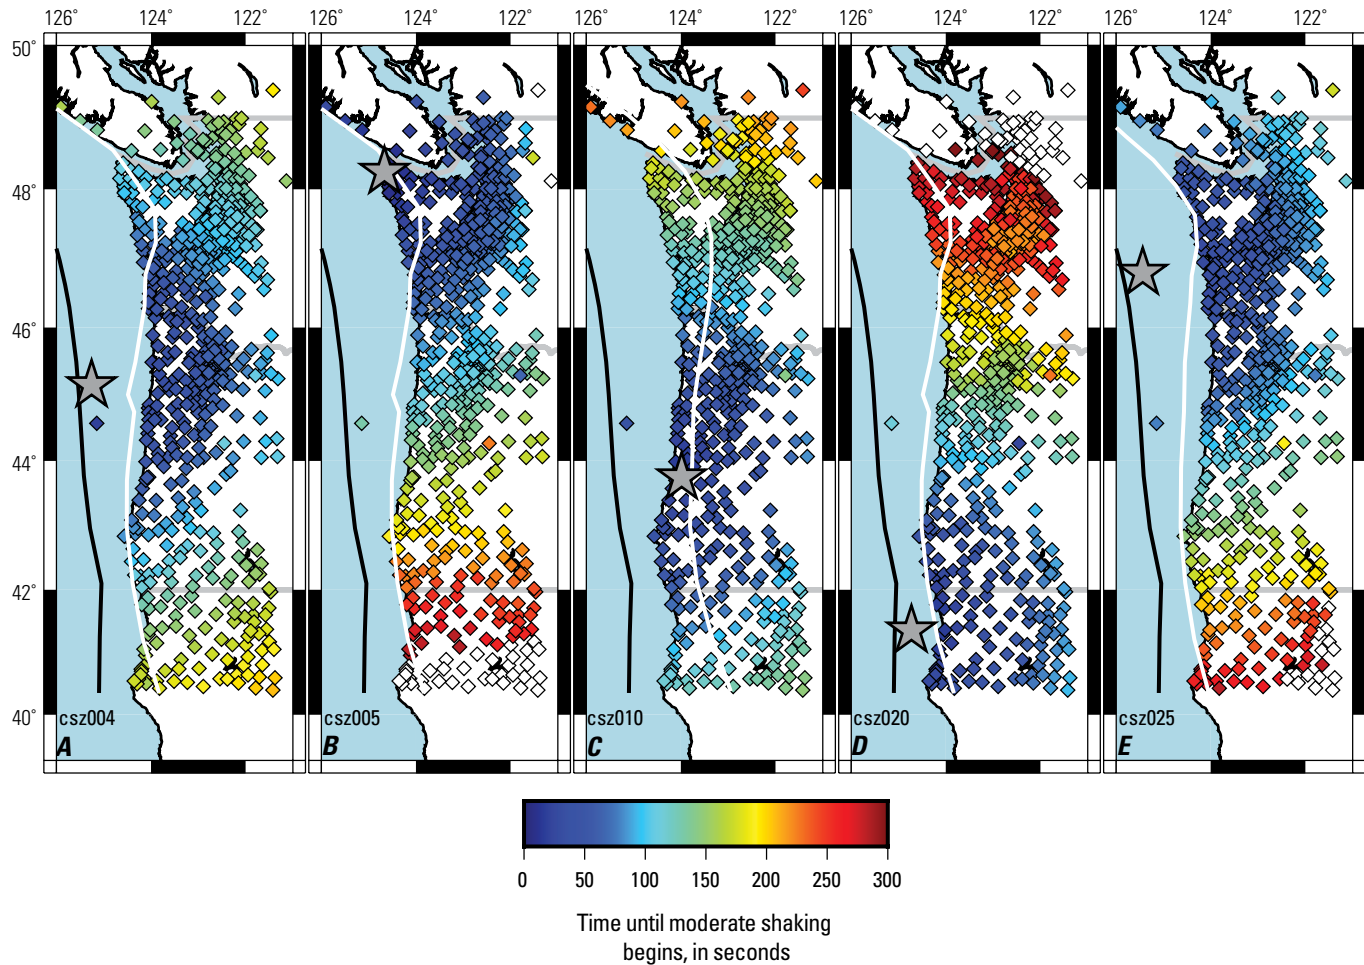 126° 124° 122° 126° 124° 122° 126° 124° 122° 126° 124° 122° 126° 124° 122°
50°
48°
46°
44°
42°
40°
csz004 csz005 csz010 csz020 csz025
A B C D E
0 50 100 150 200 250 300
Time until moderate shaking
begins, in seconds